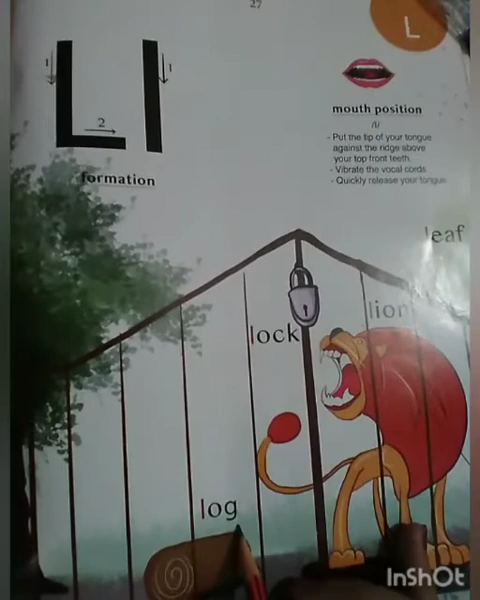 27
L
Ll
1
1
2
formation
mouth position
/l/
- Put the tip of your tongue
against the ridge above
your top front teeth.
- Vibrate the vocal cords
- Quickly release your tongue
leaf
lion
lock
log
InShOt